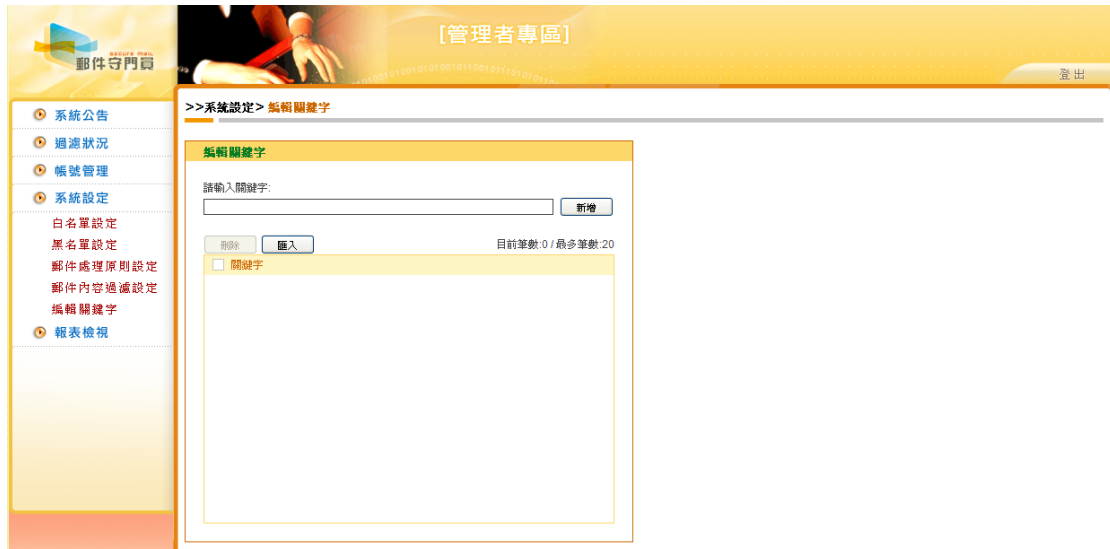 SECURE MAIL
郵件守門員
[管理者專區]
登出
系統公告
過濾狀況
帳號管理
系統設定
白名單設定
黑名單設定
郵件處理原則設定
郵件內容過濾設定
編輯關鍵字
報表檢視
>>系統設定> 編輯關鍵字
編輯關鍵字
請輸入關鍵字:
新增
刪除 匯入 目前筆數:0 / 最多筆數:20
關鍵字